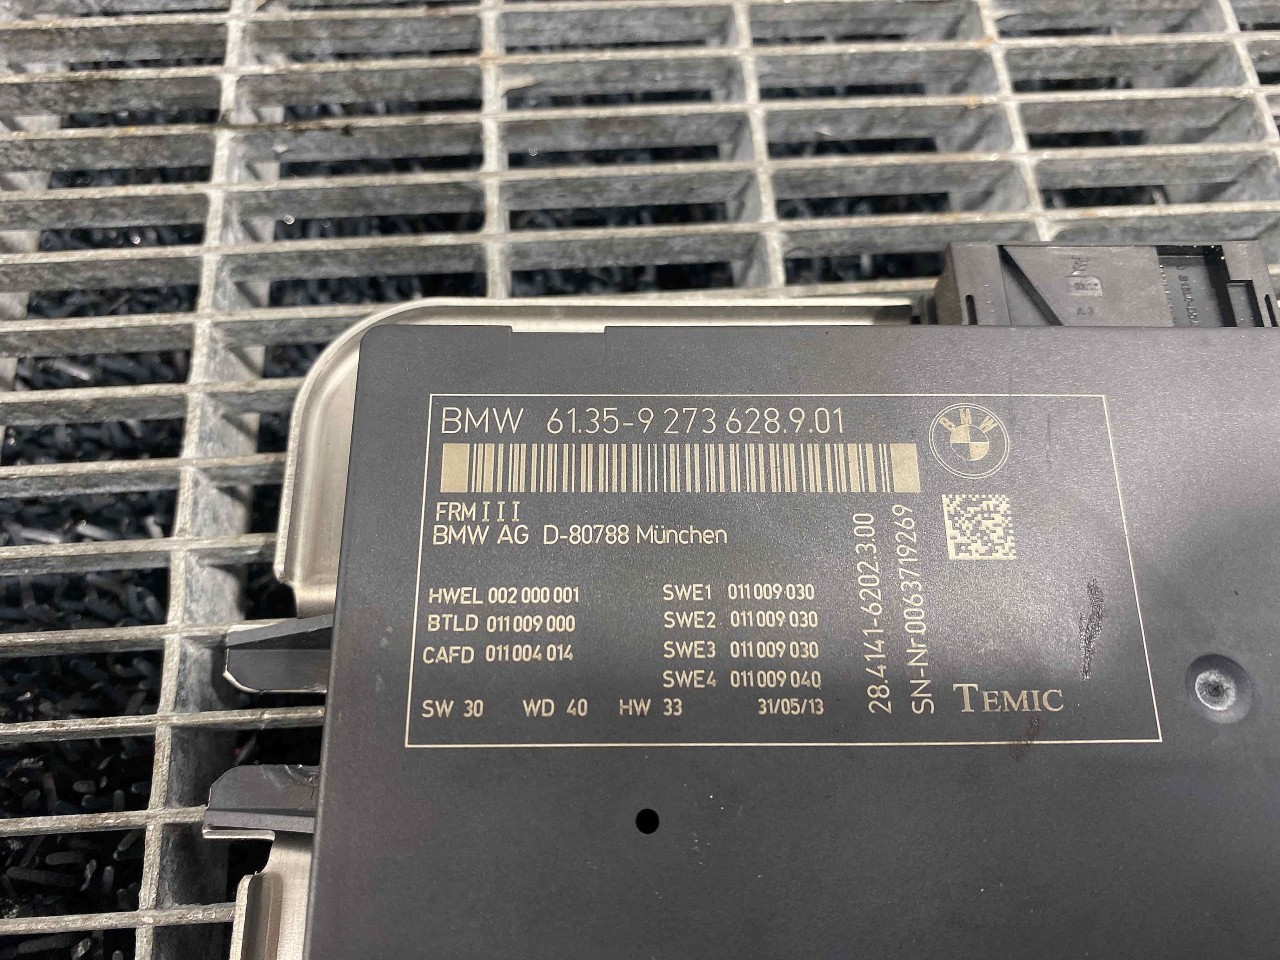 BMW 61.35-9 273 628.9.01
BMW
FRM III
BMW AG D-80788 München
HWEL 002 000 001
BTLD 011 009 000
CAFD 011 004 014
SWE1 011 009 030
SWE2 011 009 030
SWE3 011 009 030
SWE4 011 009 040
SW 30 WD 40 HW 33 31/05/13
28.4141-6202.3.00
SN-Nr 0063719269
TEMIC